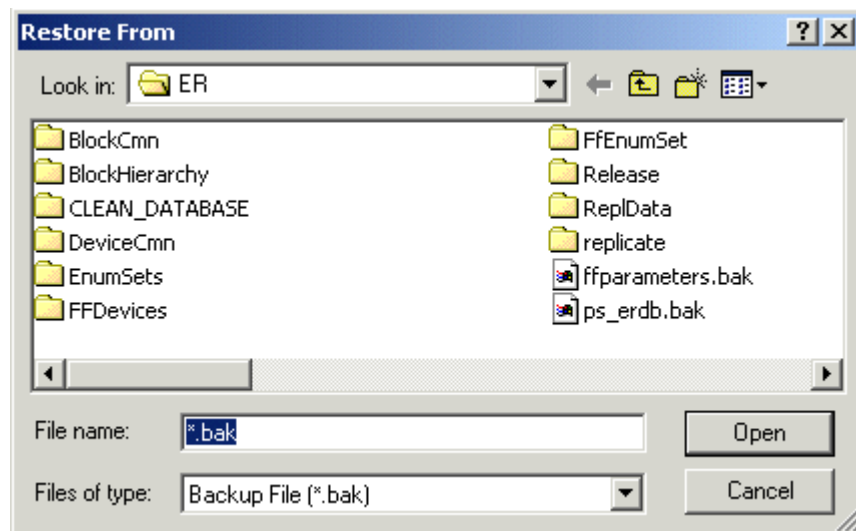 Restore From
Look in: ER
BlockCmn
BlockHierarchy
CLEAN_DATABASE
DeviceCmn
EnumSets
FFDevices
FfEnumSet
Release
ReplData
replicate
ffparameters.bak
ps_erdb.bak
File name: *.bak
Open
Files of type: Backup File (*.bak)
Cancel